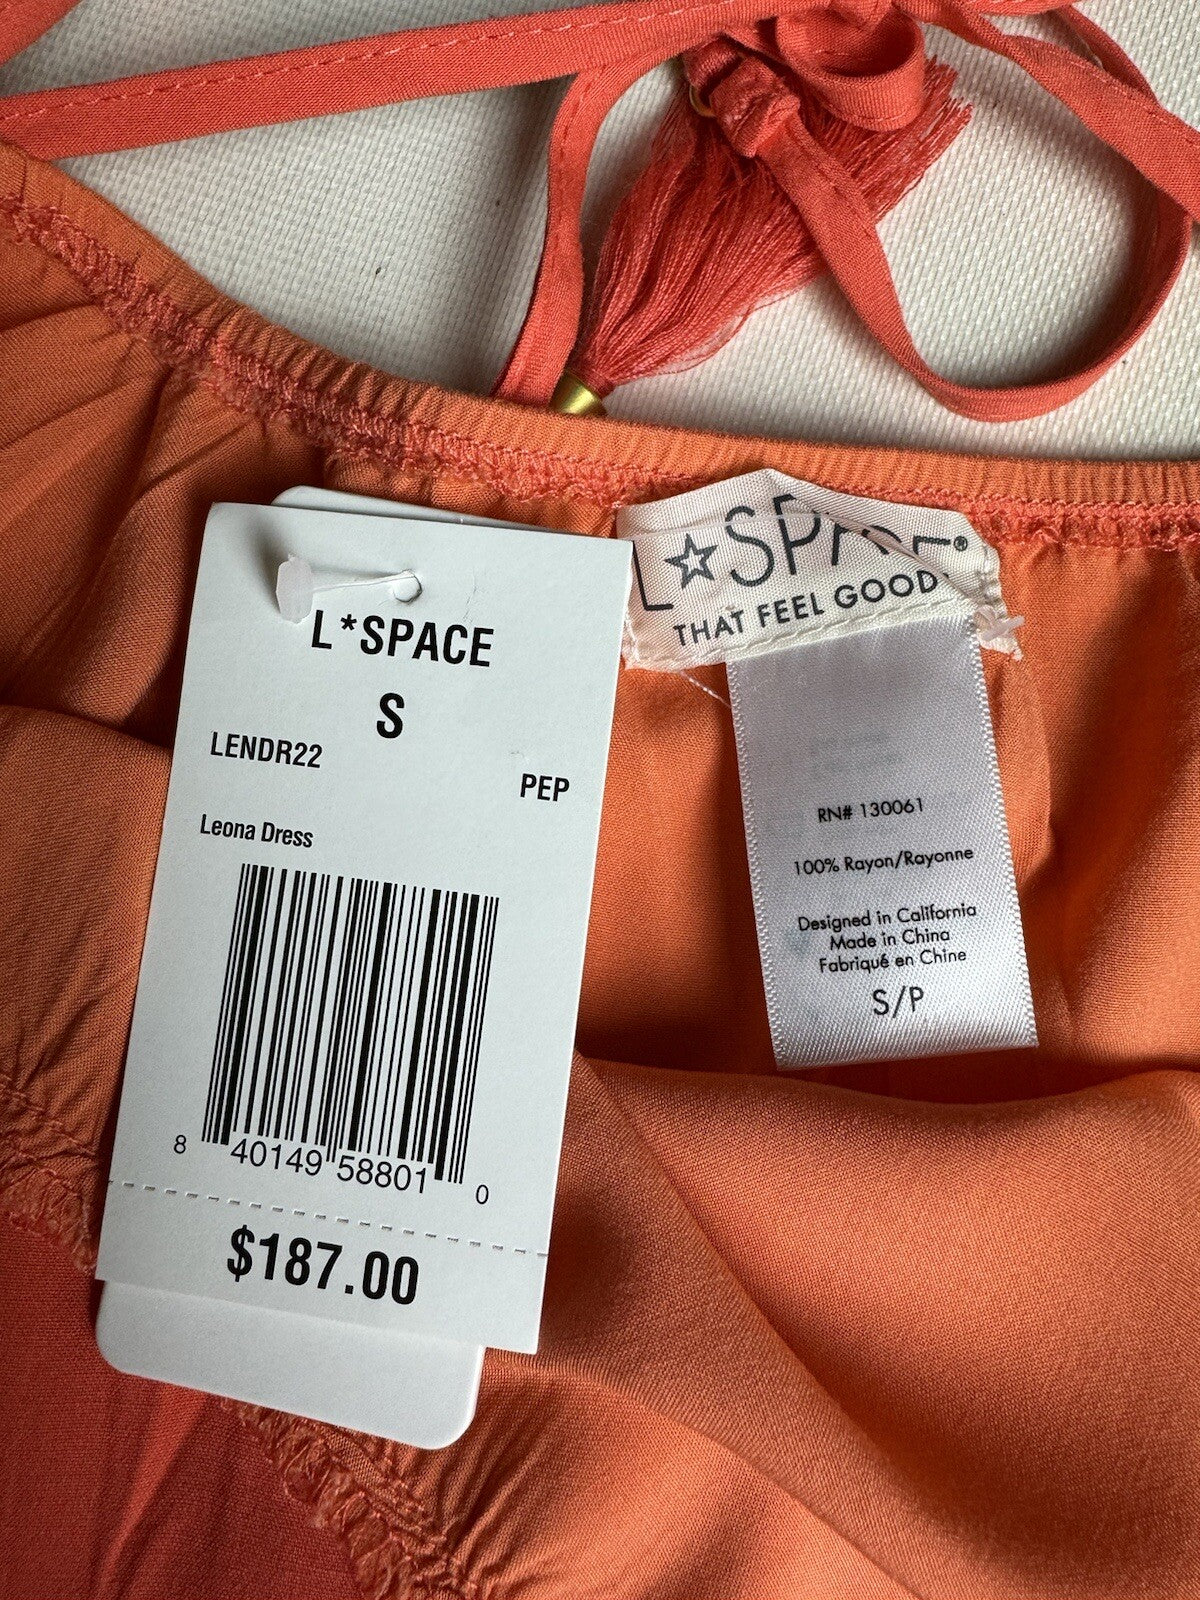 L*SPACE
S
LENDR22
PEP
Leona Dress
8 40149 58801 0
$187.00
L☆SPACE®
THAT FEEL GOOD
RN# 130061
100% Rayon/Rayonne
Designed in California
Made in China
Fabriqué en Chine
S/P